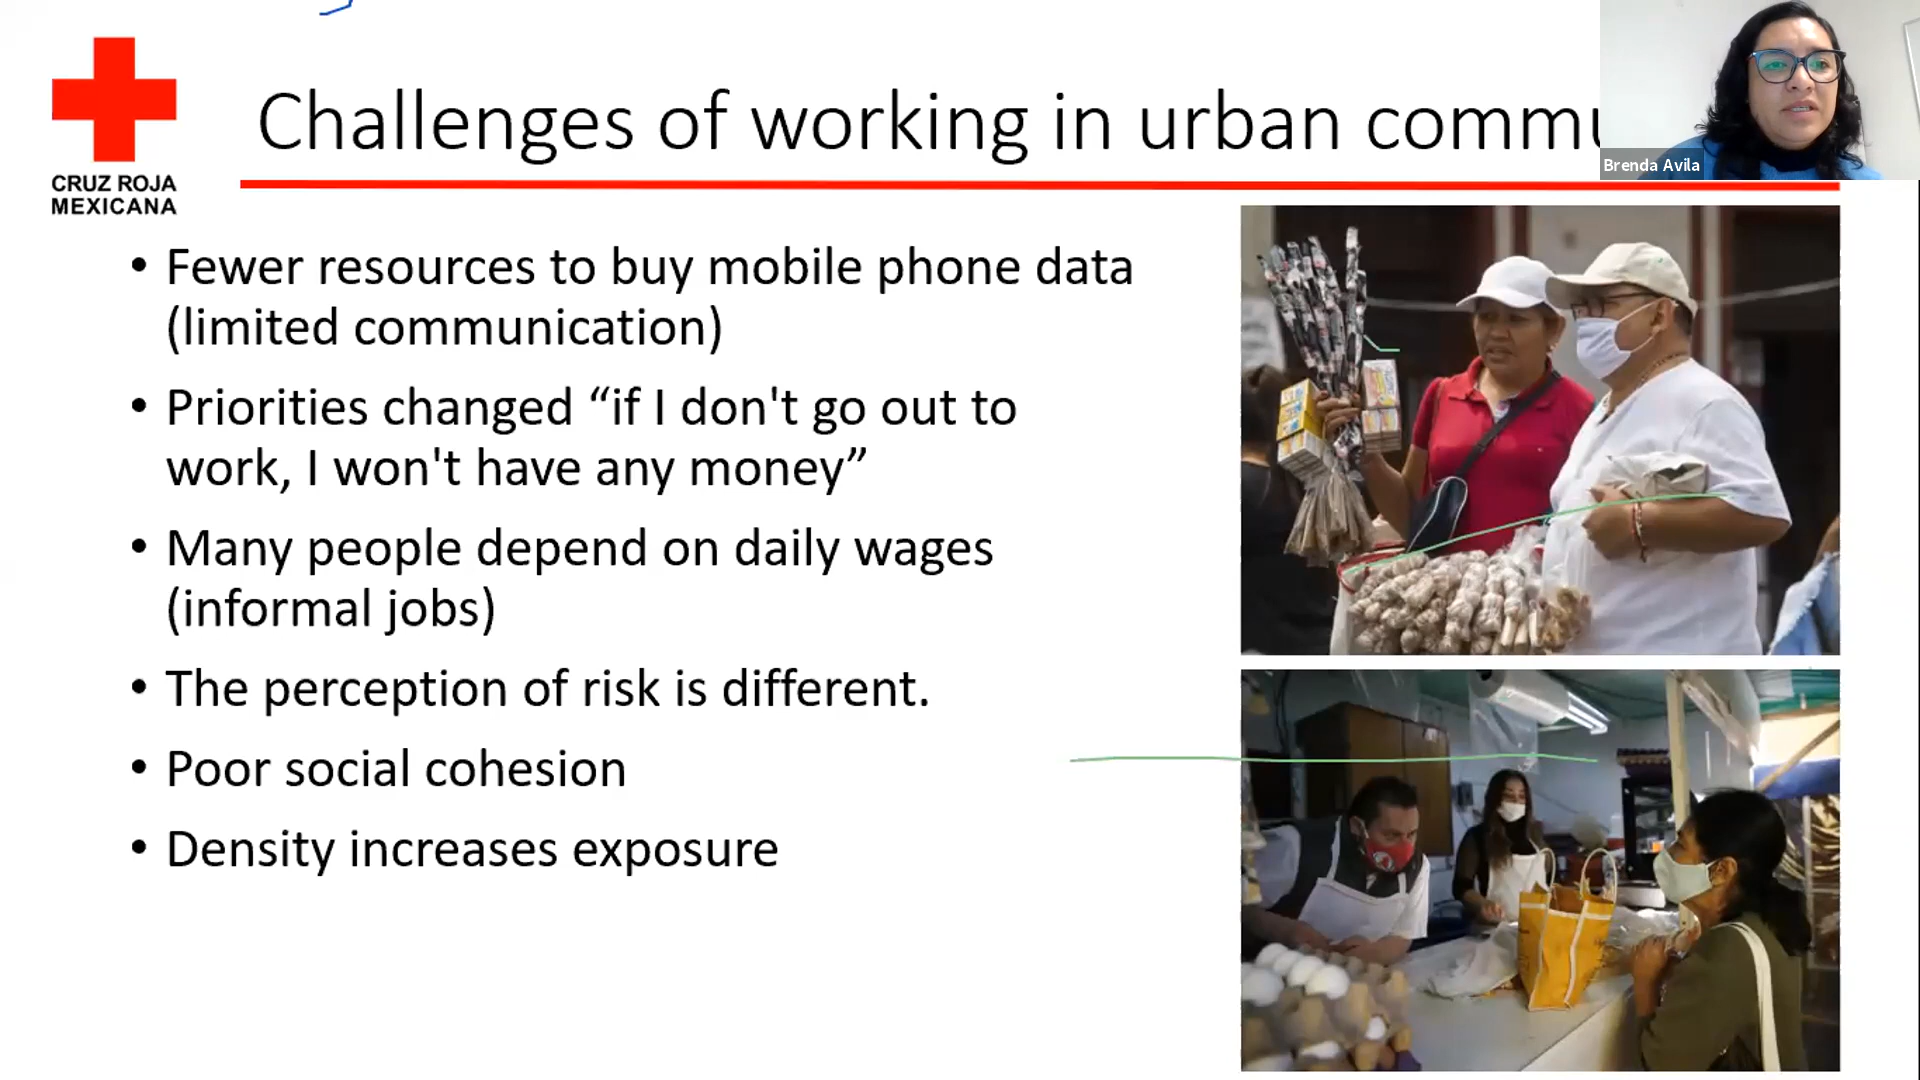 Challenges of working in urban commu
Brenda Avila
CRUZ ROJA
MEXICANA
• Fewer resources to buy mobile phone data
(limited communication)
• Priorities changed “if I don't go out to
work, I won't have any money”
• Many people depend on daily wages
(informal jobs)
• The perception of risk is different.
• Poor social cohesion
• Density increases exposure